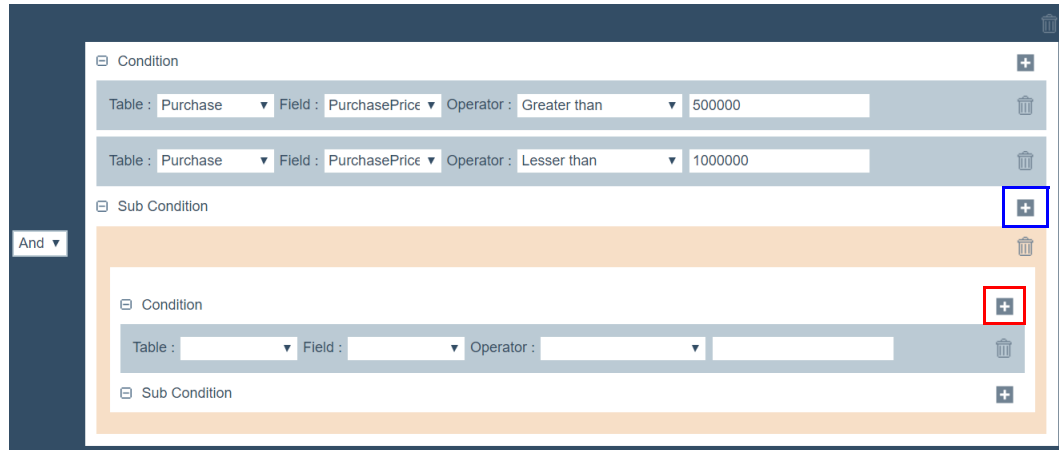 Condition
Table : Purchase Field : PurchasePrice Operator : Greater than 500000
Table : Purchase Field : PurchasePrice Operator : Lesser than 1000000
Sub Condition
And
Condition
Table : Field : Operator :
Sub Condition